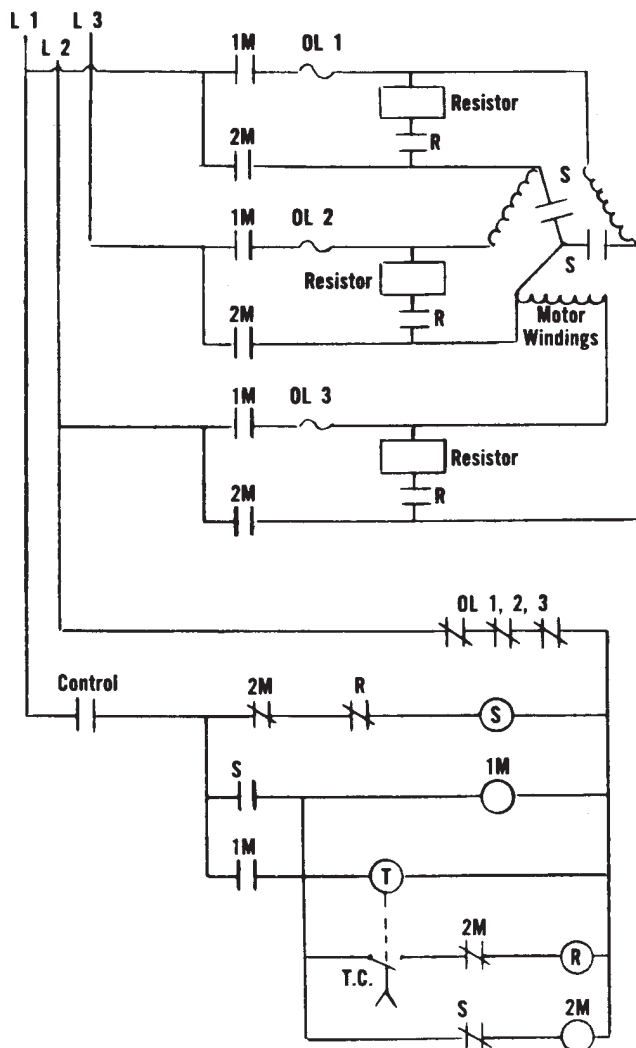 L 1
L 2
L 3
1M
OL 1
Resistor
R
2M
S
1M
OL 2
S
Resistor
R
2M
Motor
Windings
1M
OL 3
Resistor
R
2M
OL 1, 2, 3
Control
2M
R
S
S
1M
1M
T
2M
R
T.C.
S
2M